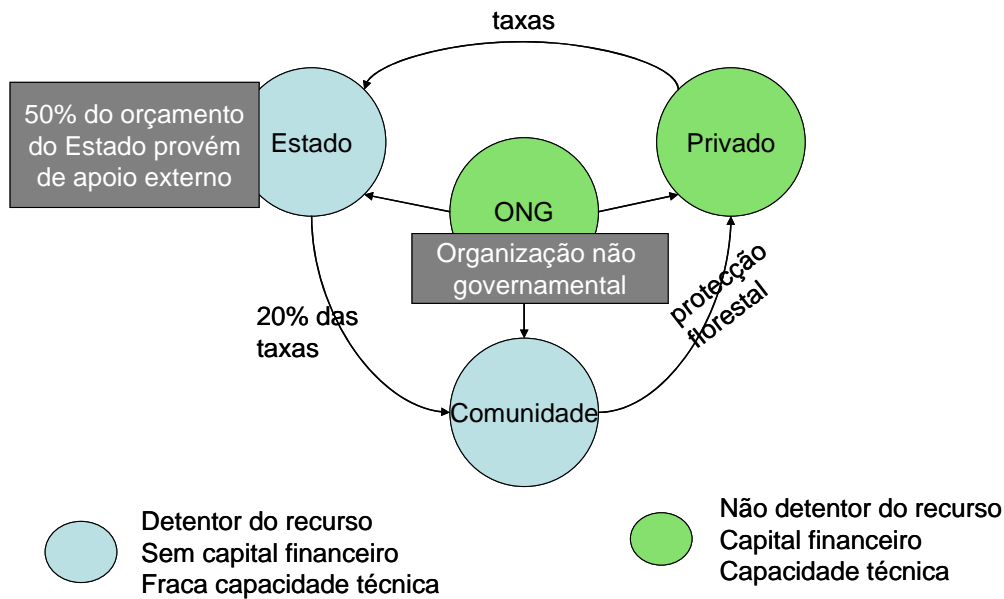 taxas
50% do orçamento
do Estado provém
de apoio externo
Estado
Privado
ONG
Organização não
governamental
20% das
taxas
protecção
florestal
Comunidade
Detentor do recurso
Sem capital financeiro
Fraca capacidade técnica
Não detentor do recurso
Capital financeiro
Capacidade técnica